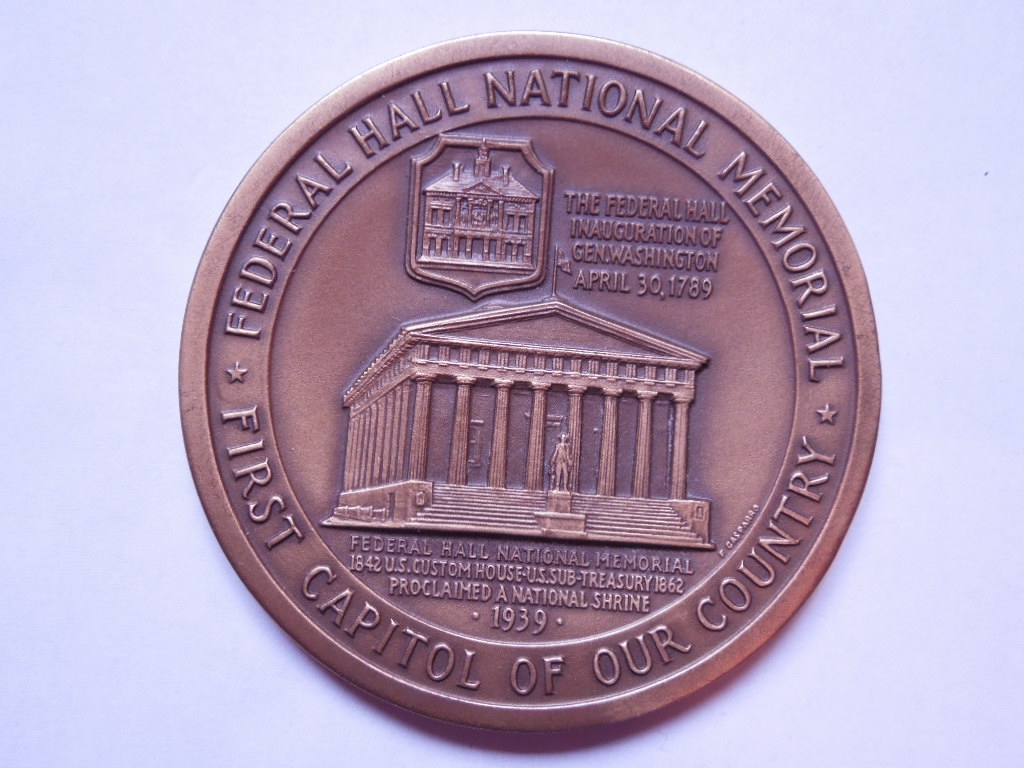 FEDERAL HALL NATIONAL MEMORIAL
THE FEDERAL HALL
INAUGURATION OF
GEN.WASHINGTON
APRIL 30,1789
F GASPARRO
FEDERAL HALL NATIONAL MEMORIAL
1842 U.S. CUSTOM HOUSE-U.S.SUB-TREASURY 1862
PROCLAIMED A NATIONAL SHRINE
· 1939 ·
★ FIRST CAPITOL OF OUR COUNTRY ★